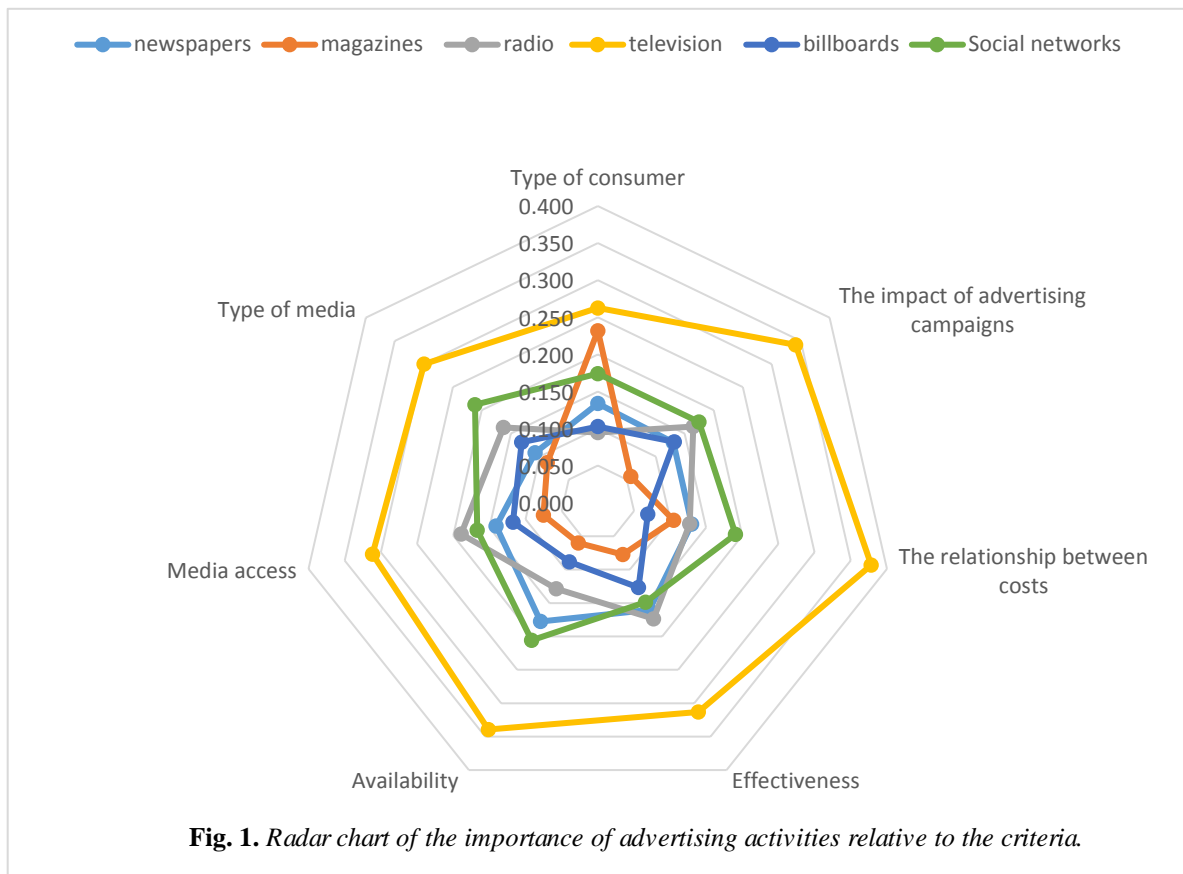 newspapers magazines radio television billboards Social networks
Type of consumer
0.400
0.350
0.300
0.250
0.200
0.150
0.100
0.050
0.000
The impact of advertising
campaigns
The relationship between
costs
Effectiveness
Availability
Media access
Type of media
Fig. 1. Radar chart of the importance of advertising activities relative to the criteria.